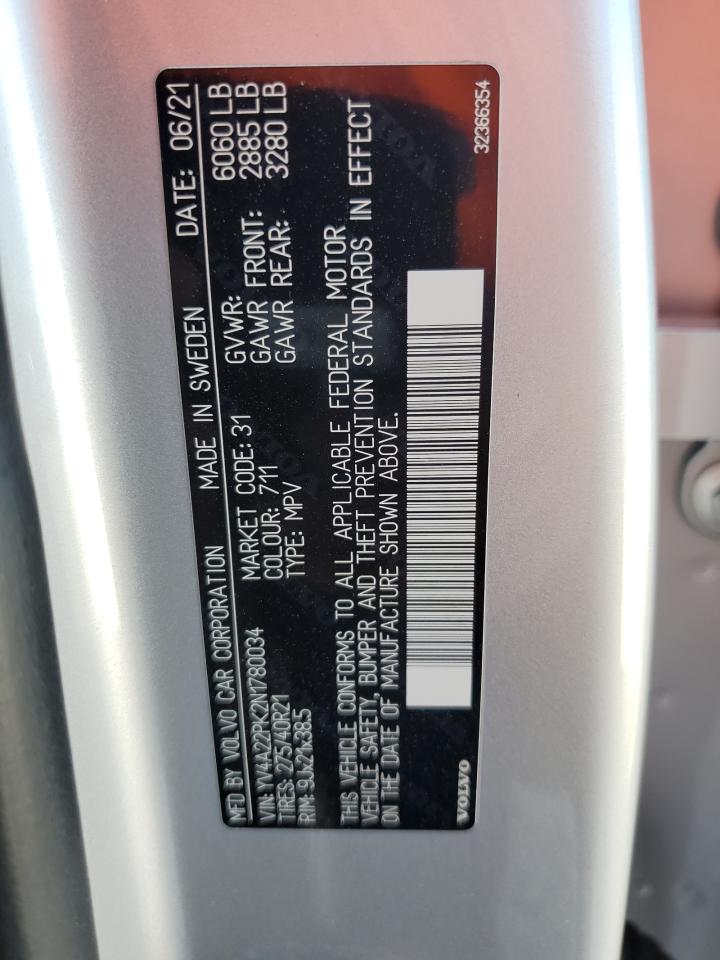 MFD BY VOLVO CAR CORPORATION MADE IN SWEDEN DATE: 06/21
VIN: YV4A22PK2N1780034 MARKET CODE: 31 GVWR: 6060 LB
TIRES: 275/40R21 COLOUR: 711 GAWR FRONT: 2885 LB
RIM: 9Jx21x38.5 TYPE: MPV GAWR REAR: 3280 LB
THIS VEHICLE CONFORMS TO ALL APPLICABLE FEDERAL MOTOR
VEHICLE SAFETY, BUMPER AND THEFT PREVENTION STANDARDS IN EFFECT
ON THE DATE OF MANUFACTURE SHOWN ABOVE.
VOLVO 32366354